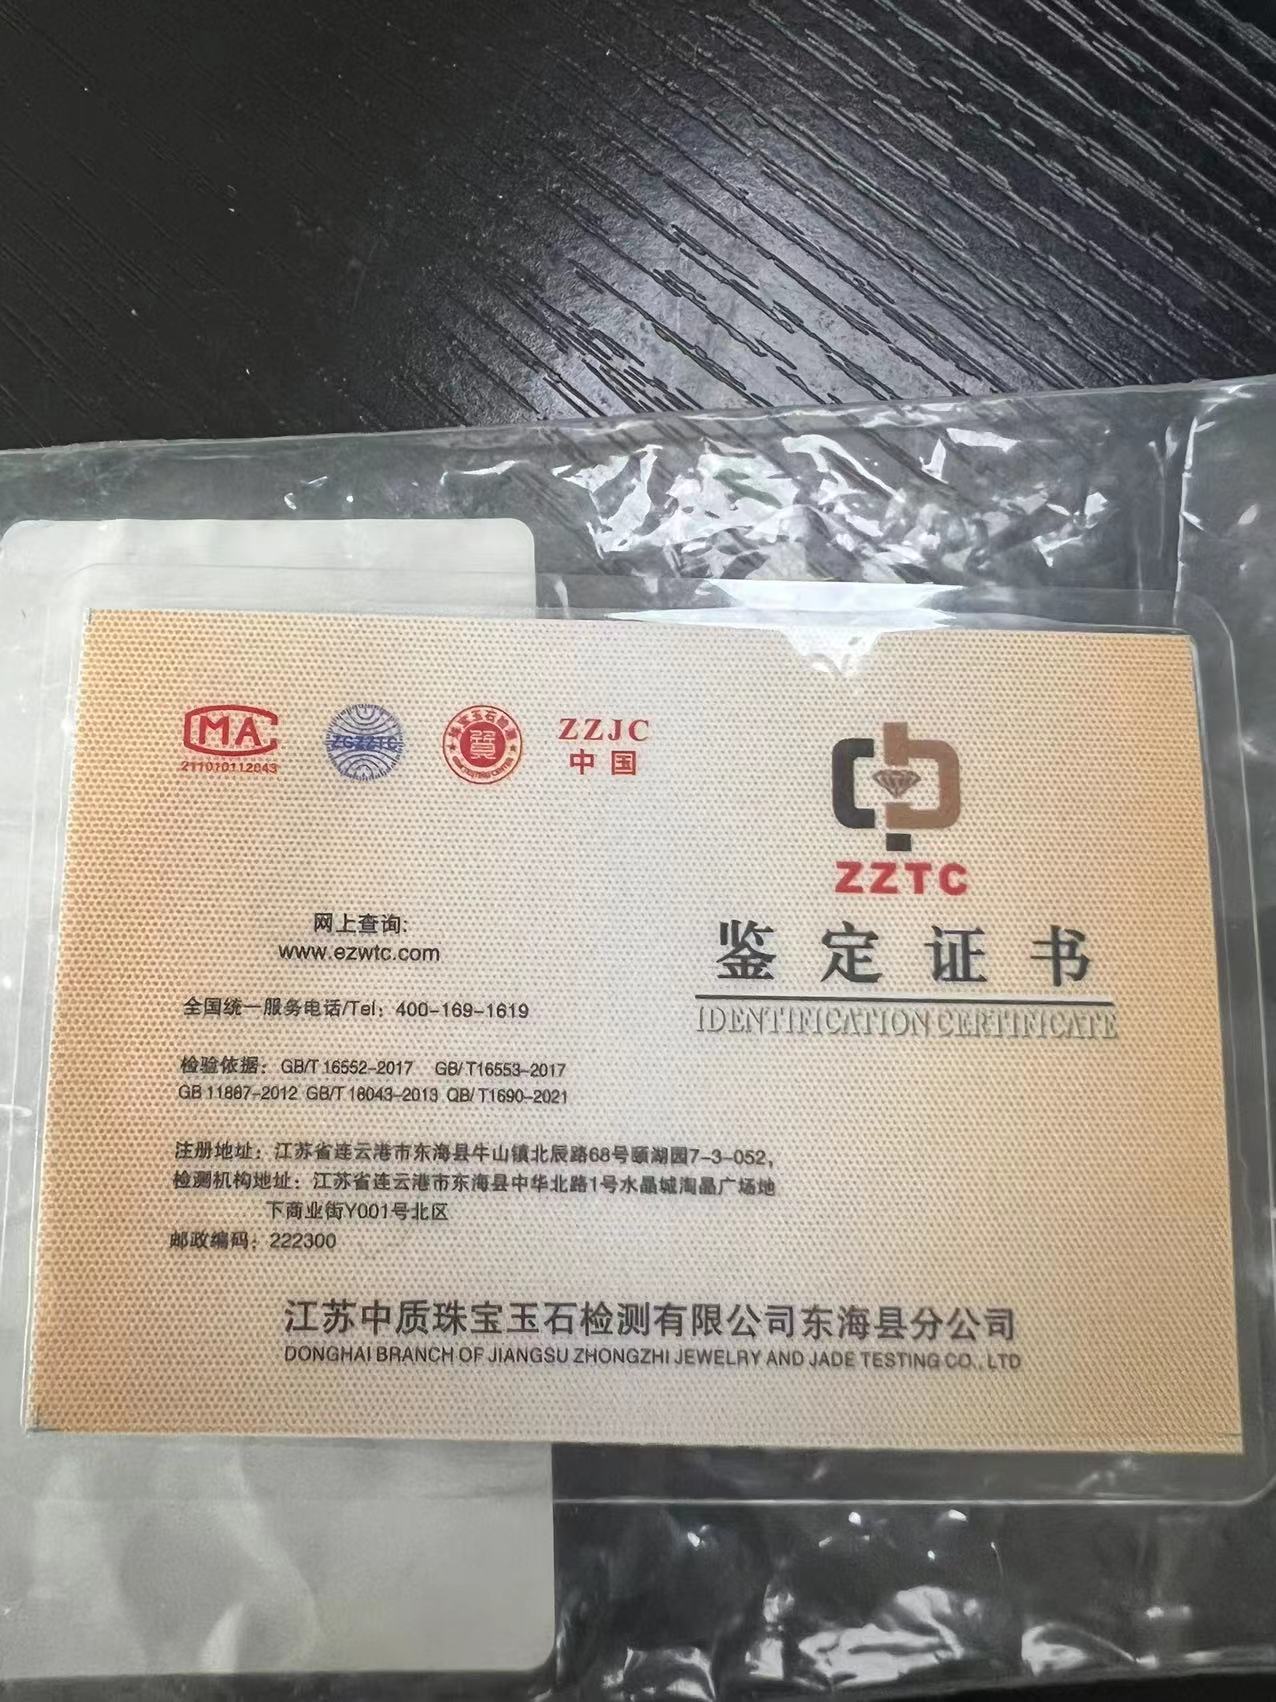 MA
211010112043
ZGZZTC
ZZJC
中国
ZZTC
鉴定证书
IDENTIFICATION CERTIFICATE
网上查询:
www.ezwtc.com
全国统一服务电话/Tel：400-169-1619
检验依据：GB/T 16552-2017 GB/T16553-2017
GB 11887-2012 GB/T 18043-2013 QB/T1690-2021
注册地址：江苏省连云港市东海县牛山镇北辰路68号颐湖园7-3-052，
检测机构地址：江苏省连云港市东海县中华北路1号水晶城淘晶广场地
下商业街Y001号北区
邮政编码：222300
江苏中质珠宝玉石检测有限公司东海县分公司
DONGHAI BRANCH OF JIANGSU ZHONGZHI JEWELRY AND JADE TESTING CO., LTD